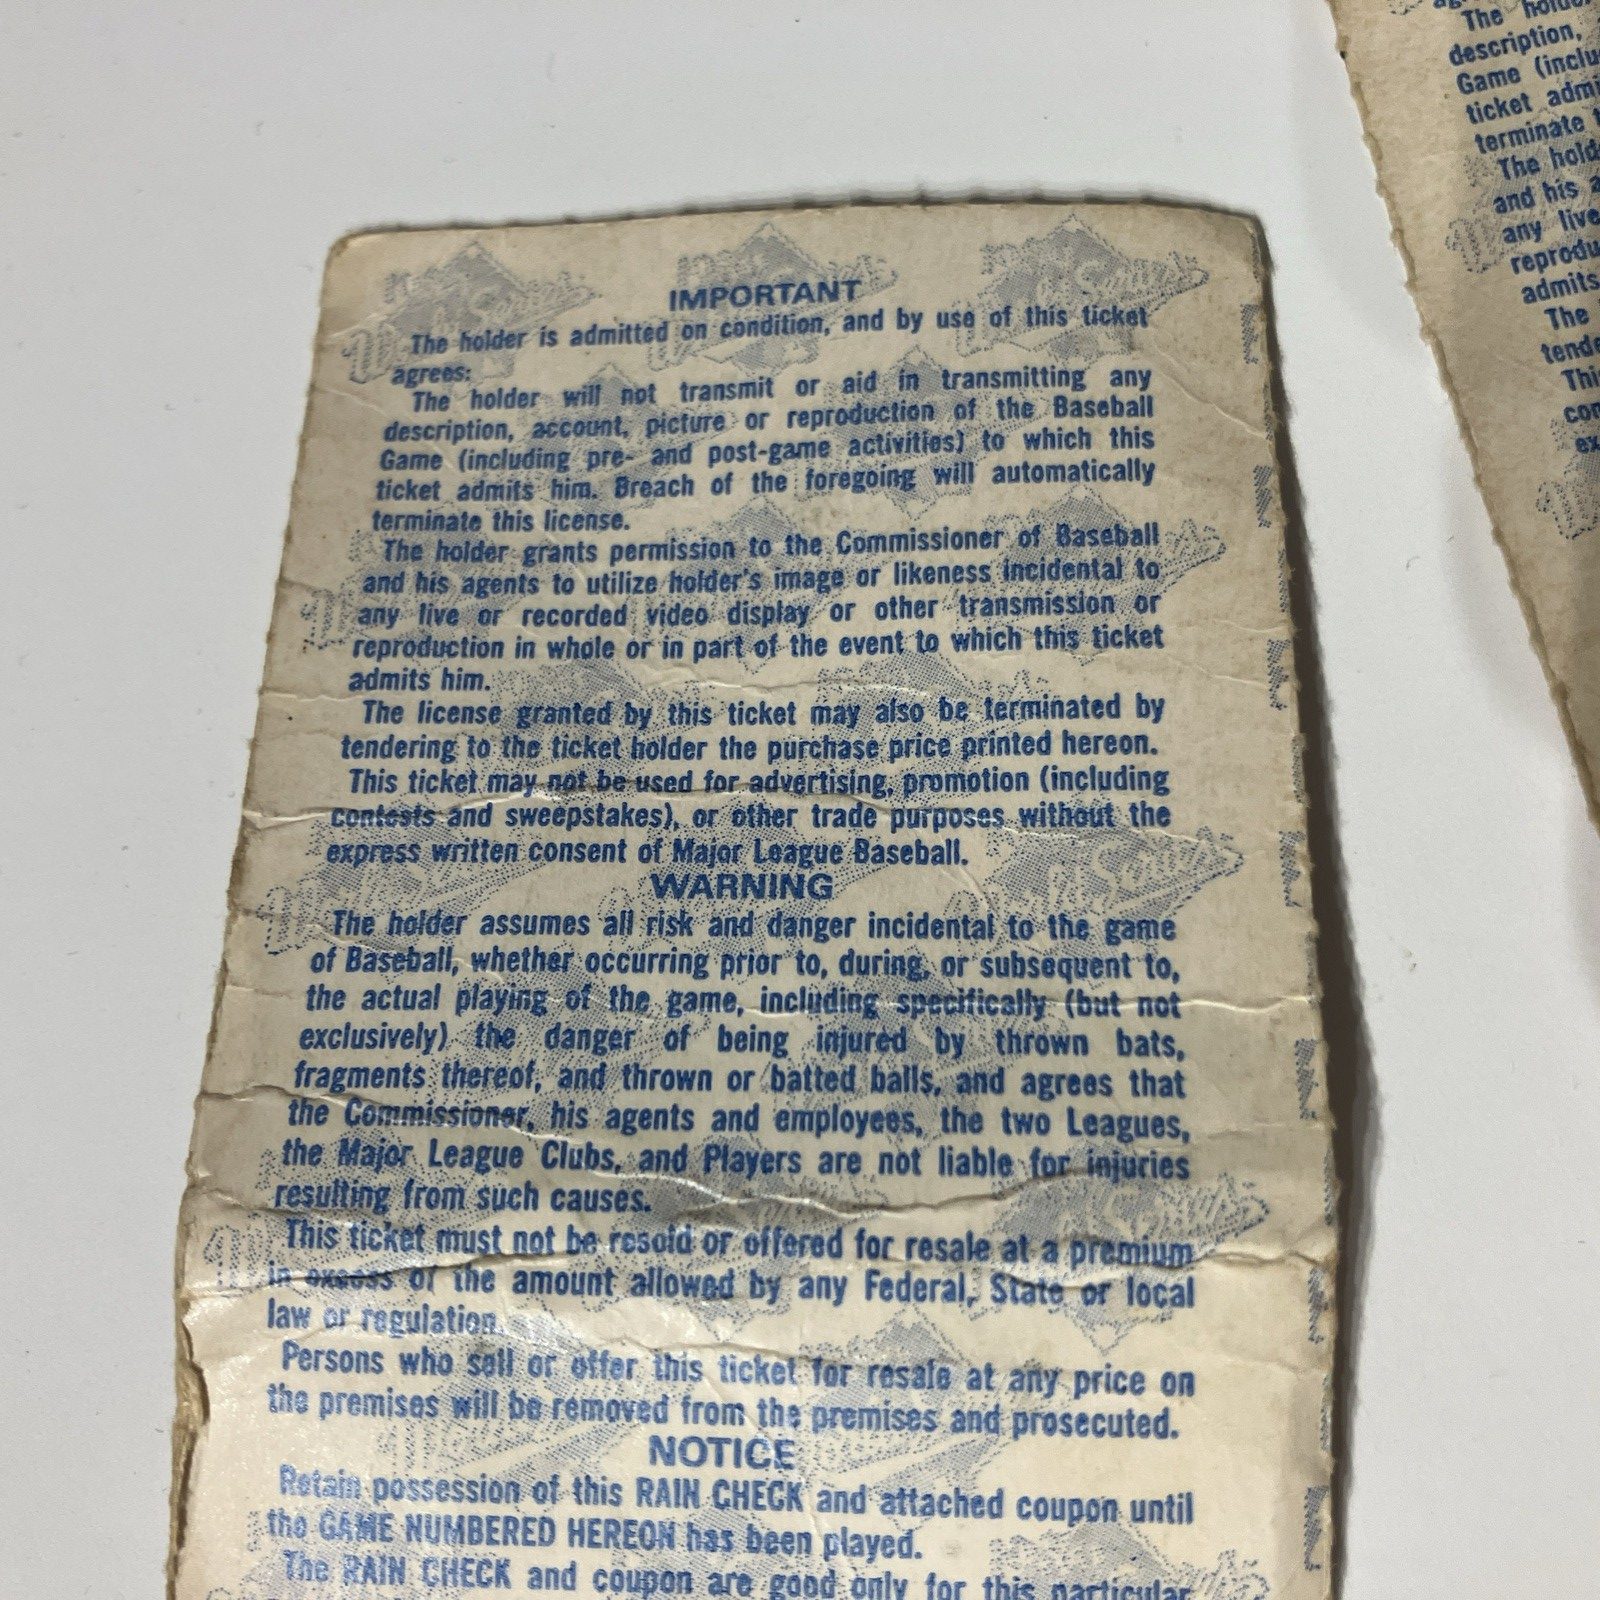 IMPORTANT
The holder is admitted on condition, and by use of this ticket
agrees:
The holder will not transmit or aid in transmitting any
description, account, picture or reproduction of the Baseball
Game (including pre- and post-game activities) to which this
ticket admits him. Breach of the foregoing will automatically
terminate this license.
The holder grants permission to the Commissioner of Baseball
and his agents to utilize holder's image or likeness incidental to
any live or recorded video display or other transmission or
reproduction in whole or in part of the event to which this ticket
admits him.
The license granted by this ticket may also be terminated by
tendering to the ticket holder the purchase price printed hereon.
This ticket may not be used for advertising, promotion (including
contests and sweepstakes), or other trade purposes without the
express written consent of Major League Baseball.
WARNING
The holder assumes all risk and danger incidental to the game
of Baseball, whether occurring prior to, during, or subsequent to,
the actual playing of the game, including specifically (but not
exclusively) the danger of being injured by thrown bats,
fragments thereof, and thrown or batted balls, and agrees that
the Commissioner, his agents and employees, the two Leagues,
the Major League Clubs, and Players are not liable for injuries
resulting from such causes.
This ticket must not be resold or offered for resale at a premium
in excess of the amount allowed by any Federal, State or local
law or regulation.
Persons who sell or offer this ticket for resale at any price on
the premises will be removed from the premises and prosecuted.
NOTICE
Retain possession of this RAIN CHECK and attached coupon until
the GAME NUMBERED HEREON has been played.
The RAIN CHECK and coupon are good only for this particular
The
description,
Game
ticket
terminate
The
and his
any live
admits
The